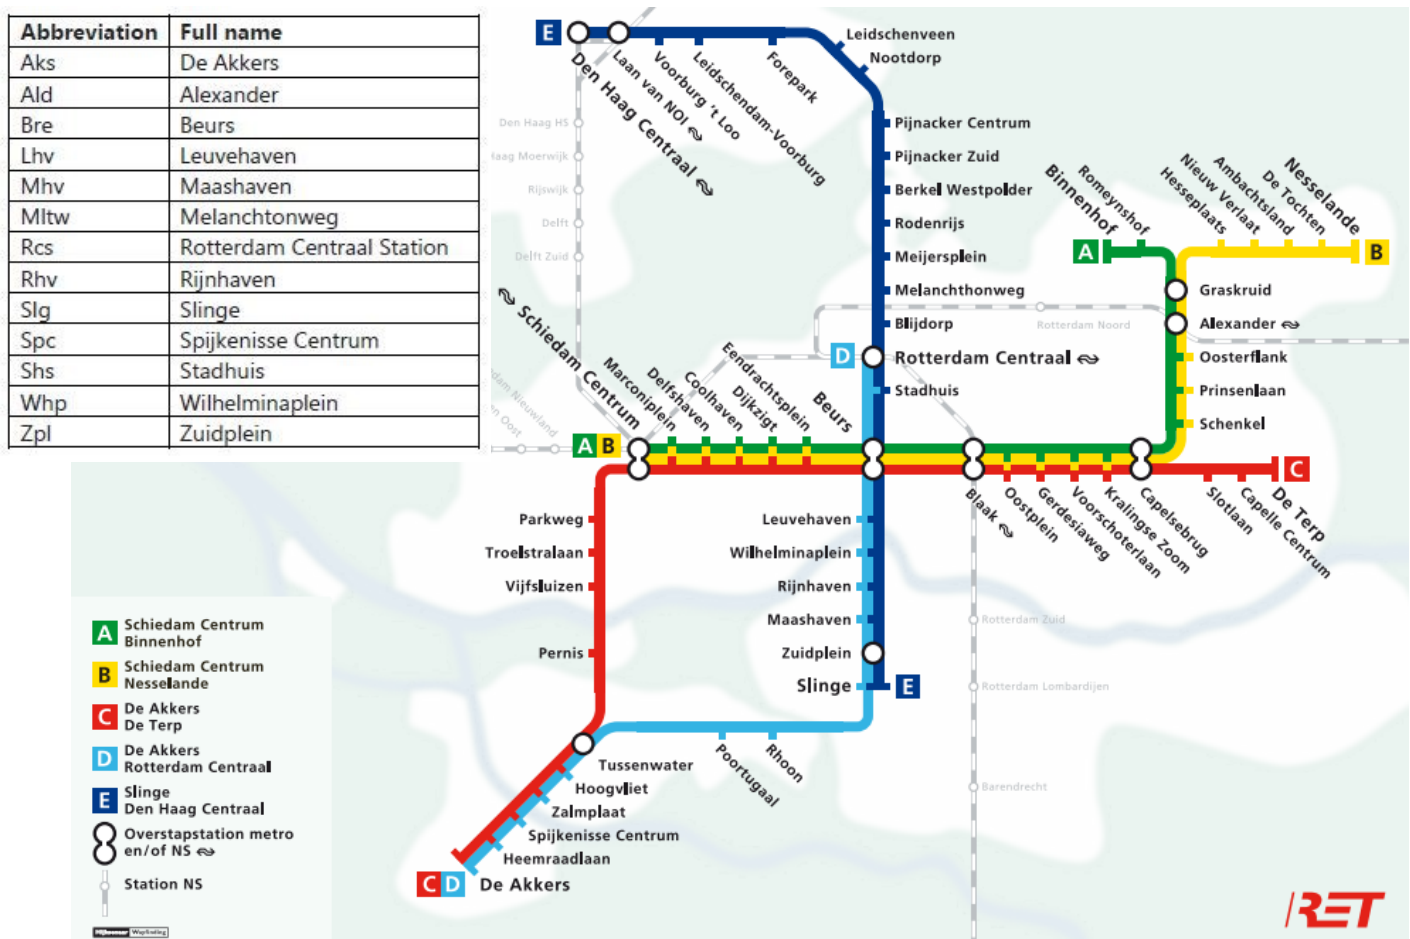 Abbreviation Full name
Aks De Akkers
Ald Alexander
Bre Beurs
Lhv Leuvehaven
Mhv Maashaven
Mltw Melanchtonweg
Rcs Rotterdam Centraal Station
Rhv Rijnhaven
Slg Slinge
Spc Spijkenisse Centrum
Shs Stadhuis
Whp Wilhelminaplein
Zpl Zuidplein
E
Den Haag Centraal
Laan van NOI
Voorburg 't Loo
Leidschendam-Voorburg
Forepark
Leidschenveen
Nootdorp
Pijnacker Centrum
Pijnacker Zuid
Berkel Westpolder
Rodenrijs
Meijersplein
Melanchthonweg
Blijdorp
D
Rotterdam Centraal
Stadhuis
Den Haag HS
Haag Moerwijk
Rijswijk
Delft
Delft Zuid
Rotterdam Noord
A
Binnenhof
Romeynshof
Hesseplaats
Nieuw Verlaat
Ambachtsland
De Tochten
Nesselande
B
Graskruid
Alexander
Oosterflank
Prinsenlaan
Schenkel
A B
Schiedam Centrum
Marconiplein
Delfshaven
Coolhaven
Dijkzigt
Eendrachtsplein
Beurs
Blaak
Oostplein
Gerdesiaweg
Voorschoterlaan
Kralingse Zoom
Capelsebrug
Slotlaan
Capelle Centrum
De Terp
C
Nieuwland
Oost
Parkweg
Troelstralaan
Vijfsluizen
Pernis
Leuvehaven
Wilhelminaplein
Rijnhaven
Maashaven
Zuidplein
Slinge
E
Rotterdam Zuid
Rotterdam Lombardijen
Barendrecht
Rhoon
Poortugaal
Tussenwater
Hoogvliet
Zalmplaat
Spijkenisse Centrum
Heemraadlaan
C D De Akkers
A Schiedam Centrum
Binnenhof
B Schiedam Centrum
Nesselande
C De Akkers
De Terp
D De Akkers
Rotterdam Centraal
E Slinge
Den Haag Centraal
Overstapstation metro
en/of NS
Station NS
RET